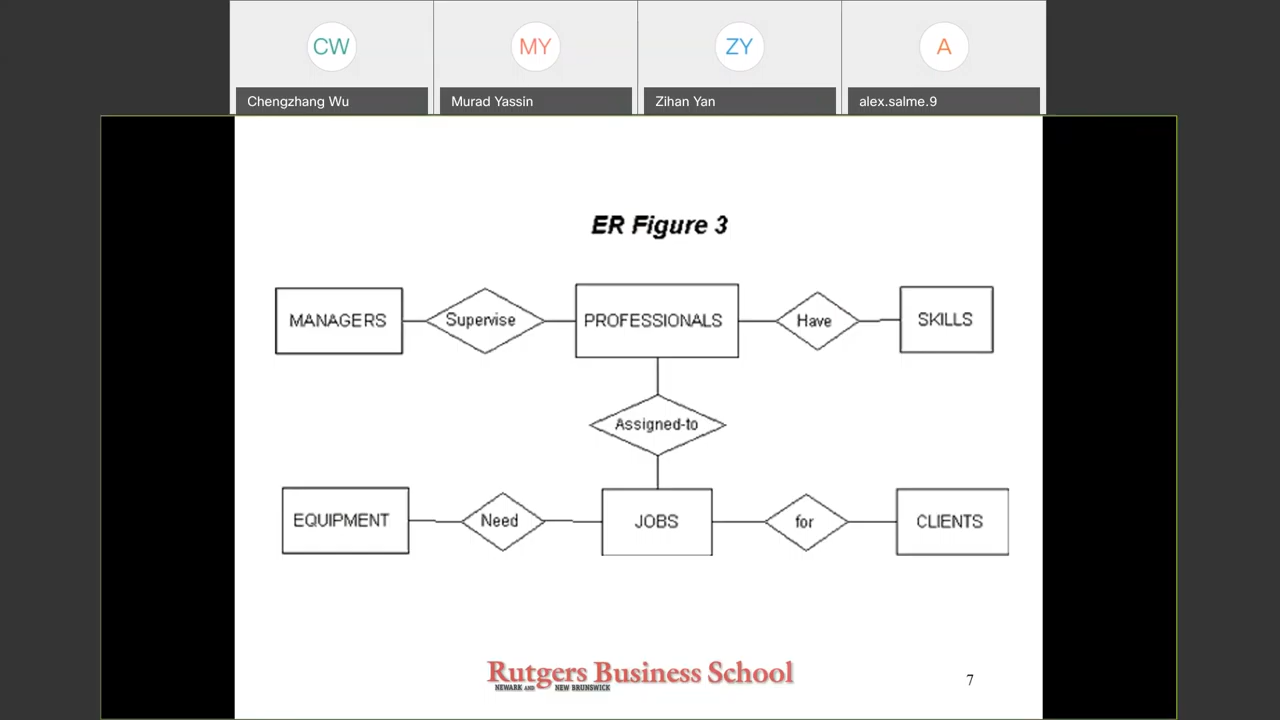 CW
MY
ZY
A
Chengzhang Wu
Murad Yassin
Zihan Yan
alex.salme.9
ER Figure 3
MANAGERS
Supervise
PROFESSIONALS
Have
SKILLS
Assigned-to
EQUIPMENT
Need
JOBS
for
CLIENTS
Rutgers Business School
NEWARK AND NEW BRUNSWICK
7